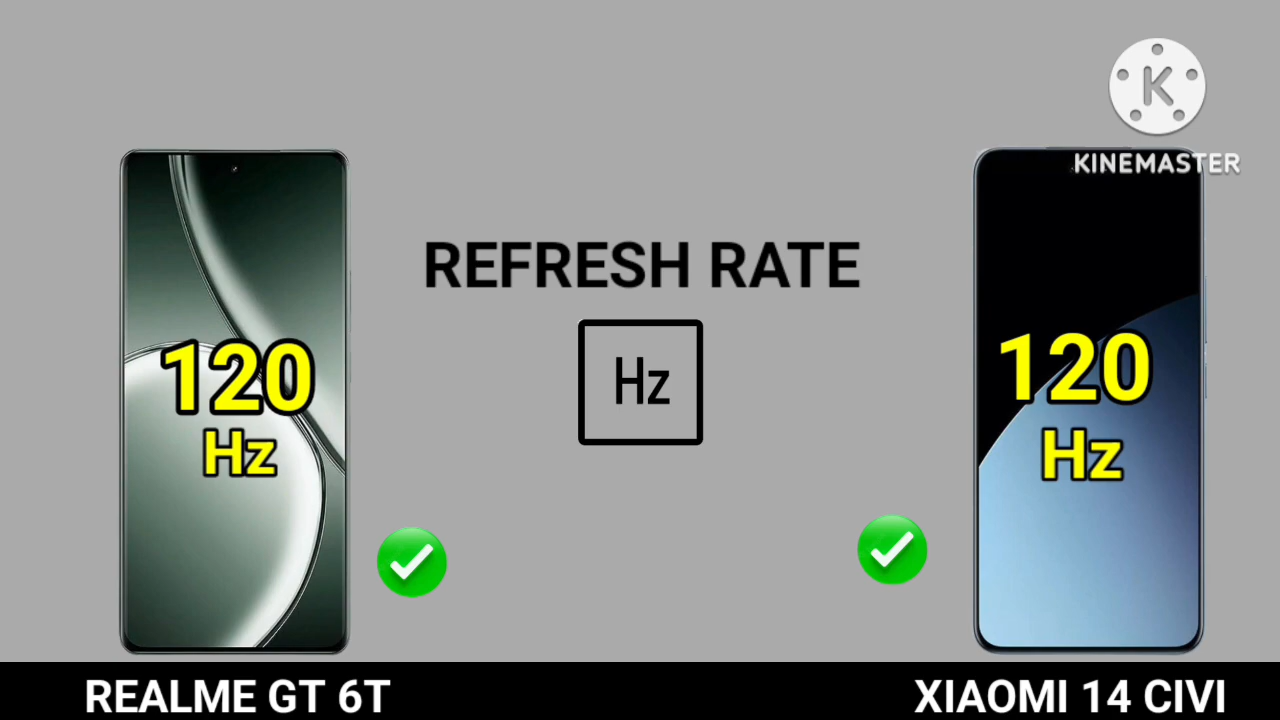 K
KINEMASTER
REFRESH RATE
Hz
120
Hz
120
Hz
REALME GT 6T
XIAOMI 14 CIVI